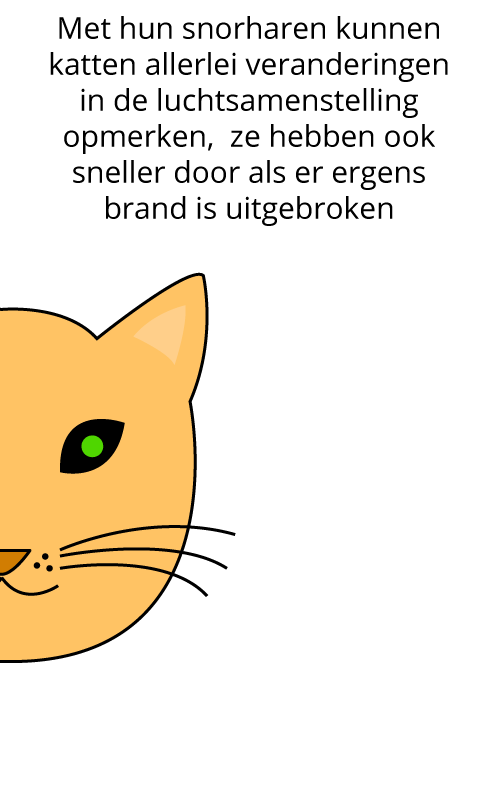 Met hun snorharen kunnen
katten allerlei veranderingen
in de luchtsamenstelling
opmerken,  ze hebben ook
sneller door als er ergens
brand is uitgebroken